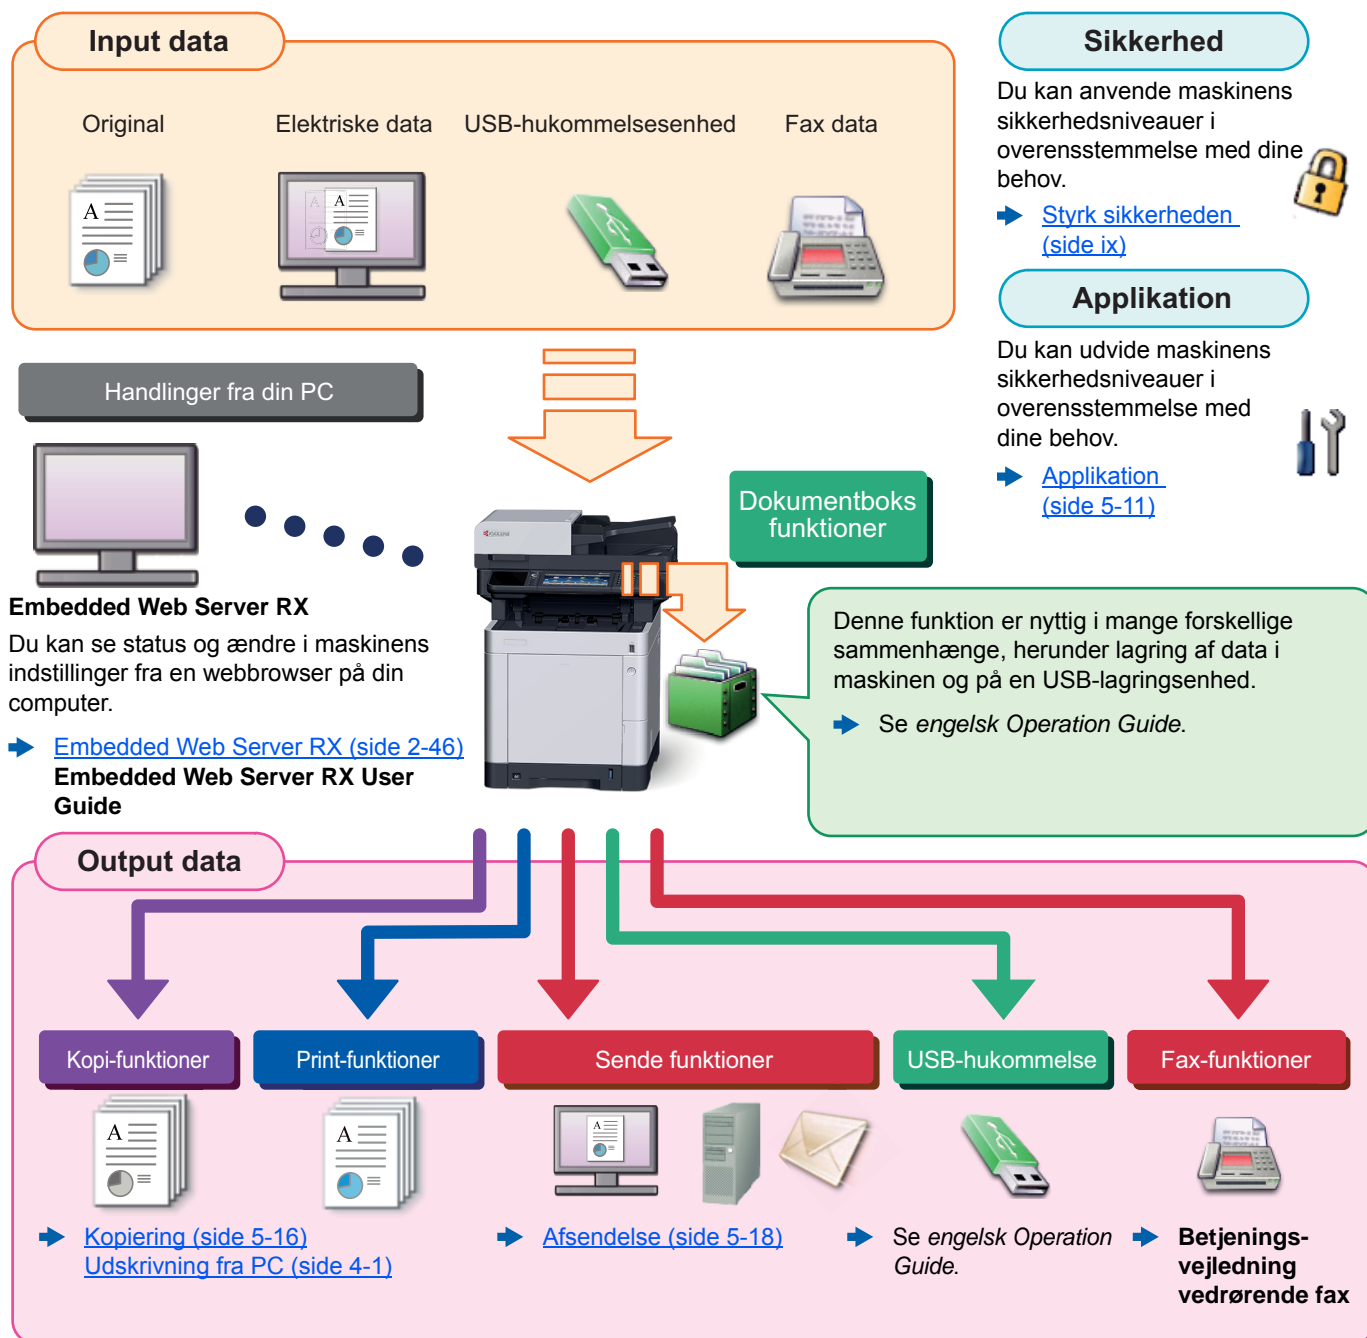 Input data
Original
Elektriske data
USB-hukommelsesenhed
Fax data
Sikkerhed
Du kan anvende maskinens
sikkerhedsniveauer i
overensstemmelse med dine
behov.
Styrk sikkerheden
(side ix)
Applikation
Du kan udvide maskinens
sikkerhedsniveauer i
overensstemmelse med
dine behov.
Applikation
(side 5-11)
Handlinger fra din PC
Embedded Web Server RX
Du kan se status og ændre i maskinens
indstillinger fra en webbrowser på din
computer.
Embedded Web Server RX (side 2-46)
Embedded Web Server RX User
Guide
Dokumentboks
funktioner
Denne funktion er nyttig i mange forskellige
sammenhænge, herunder lagring af data i
maskinen og på en USB-lagringsenhed.
Se engelsk Operation Guide.
Output data
Kopi-funktioner
Print-funktioner
Sende funktioner
USB-hukommelse
Fax-funktioner
Kopiering (side 5-16)
Udskrivning fra PC (side 4-1)
Afsendelse (side 5-18)
Se engelsk Operation
Guide.
Betjenings-
vejledning
vedrørende fax